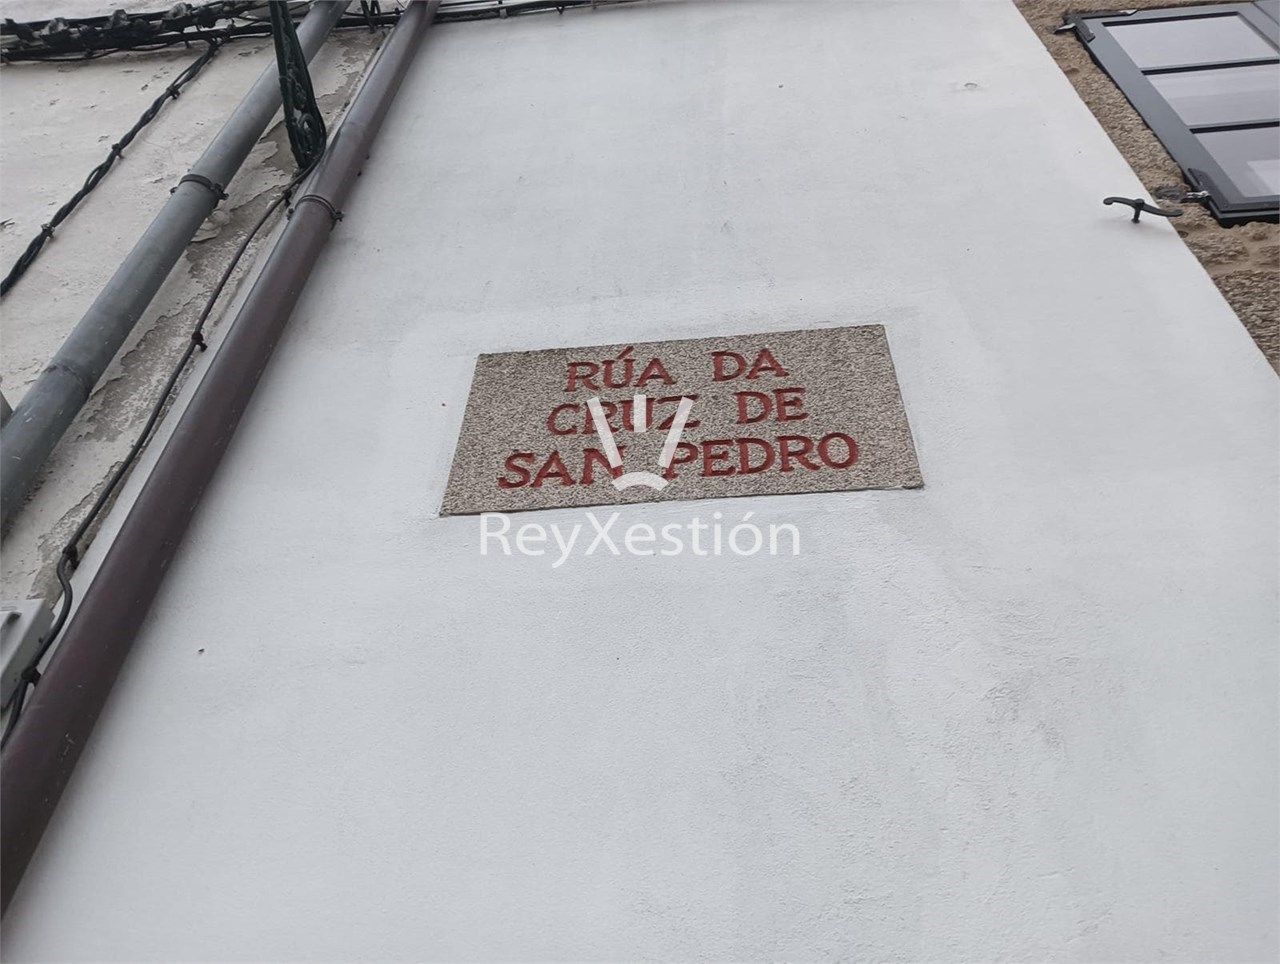 RÚA DA
CRUZ DE
SAN PEDRO
ReyXestión